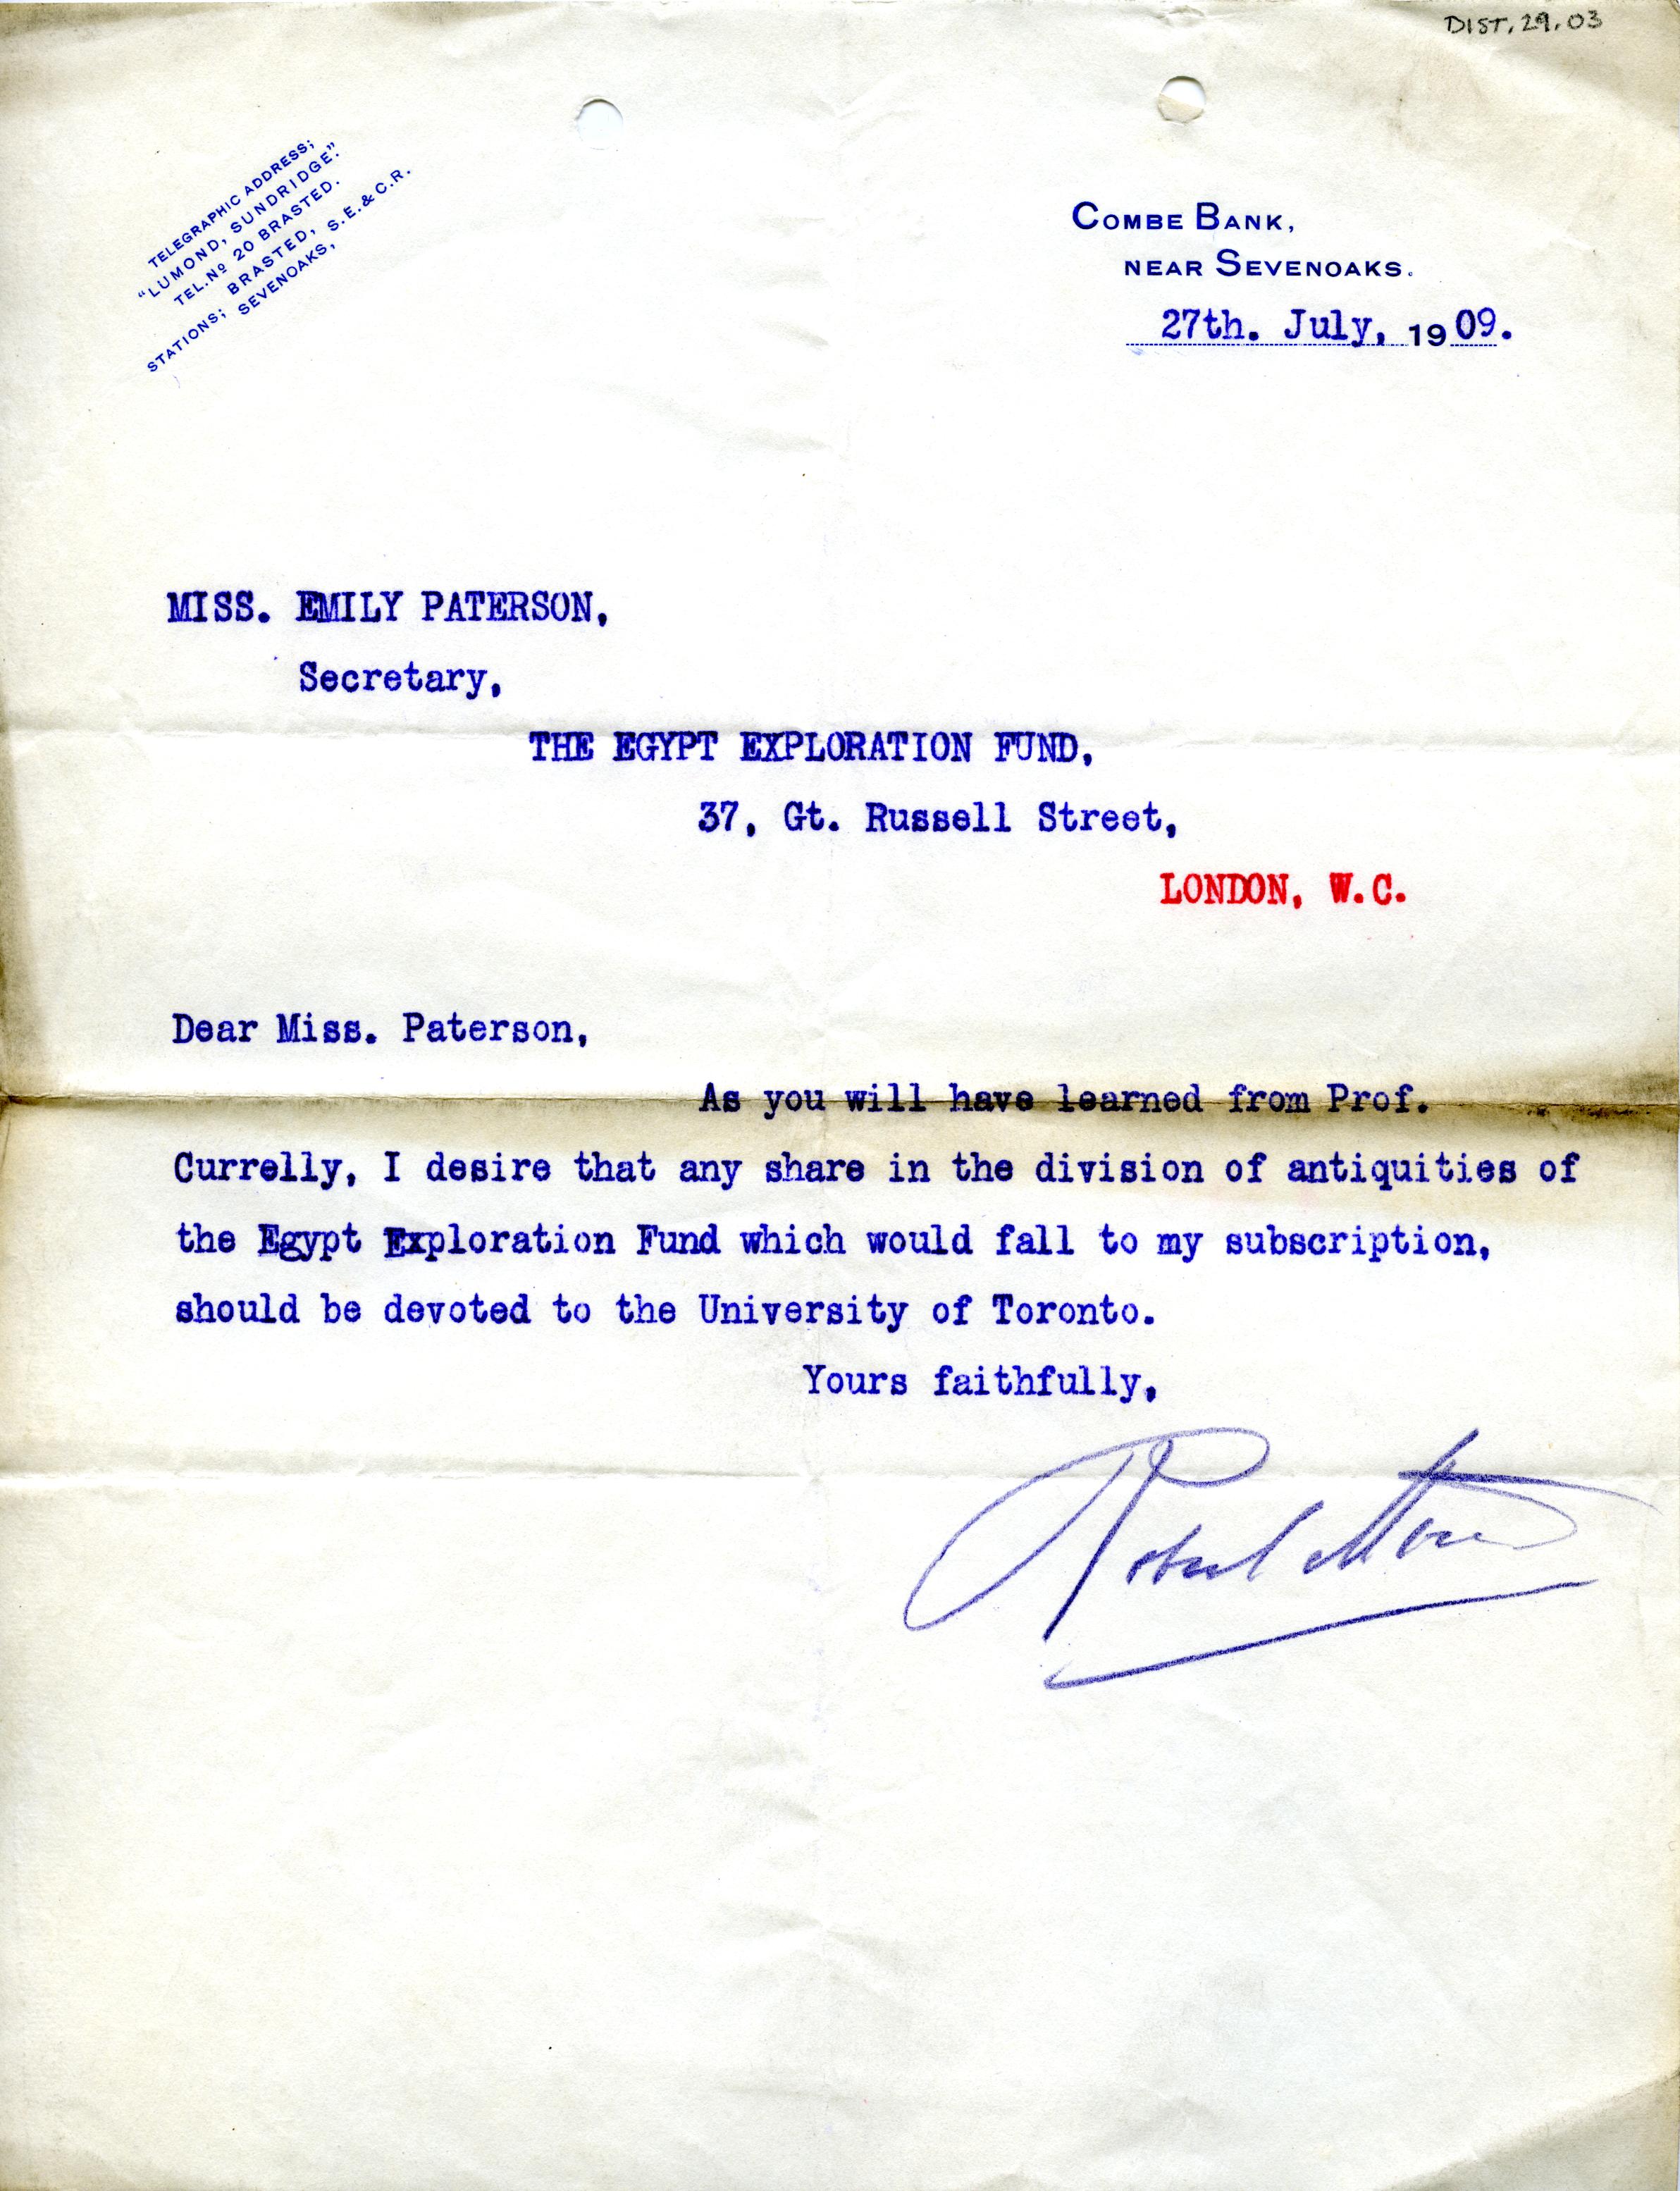 DIST.29.03
TELEGRAPHIC ADDRESS;
"LUMOND, SUNDRIDGE."
TEL. Nº 20 BRASTED.
BRASTED,
STATIONS; S.E. & C.R.
SEVENOAKS,
COMBE BANK,
NEAR SEVENOAKS.
27th. July, 1909.
MISS. EMILY PATERSON,
Secretary,
THE EGYPT EXPLORATION FUND,
37, Gt. Russell Street,
LONDON, W.C.
Dear Miss. Paterson,
As you will have learned from Prof.
Currelly, I desire that any share in the division of antiquities of
the Egypt Exploration Fund which would fall to my subscription,
should be devoted to the University of Toronto.
Yours faithfully,
Robert Mond